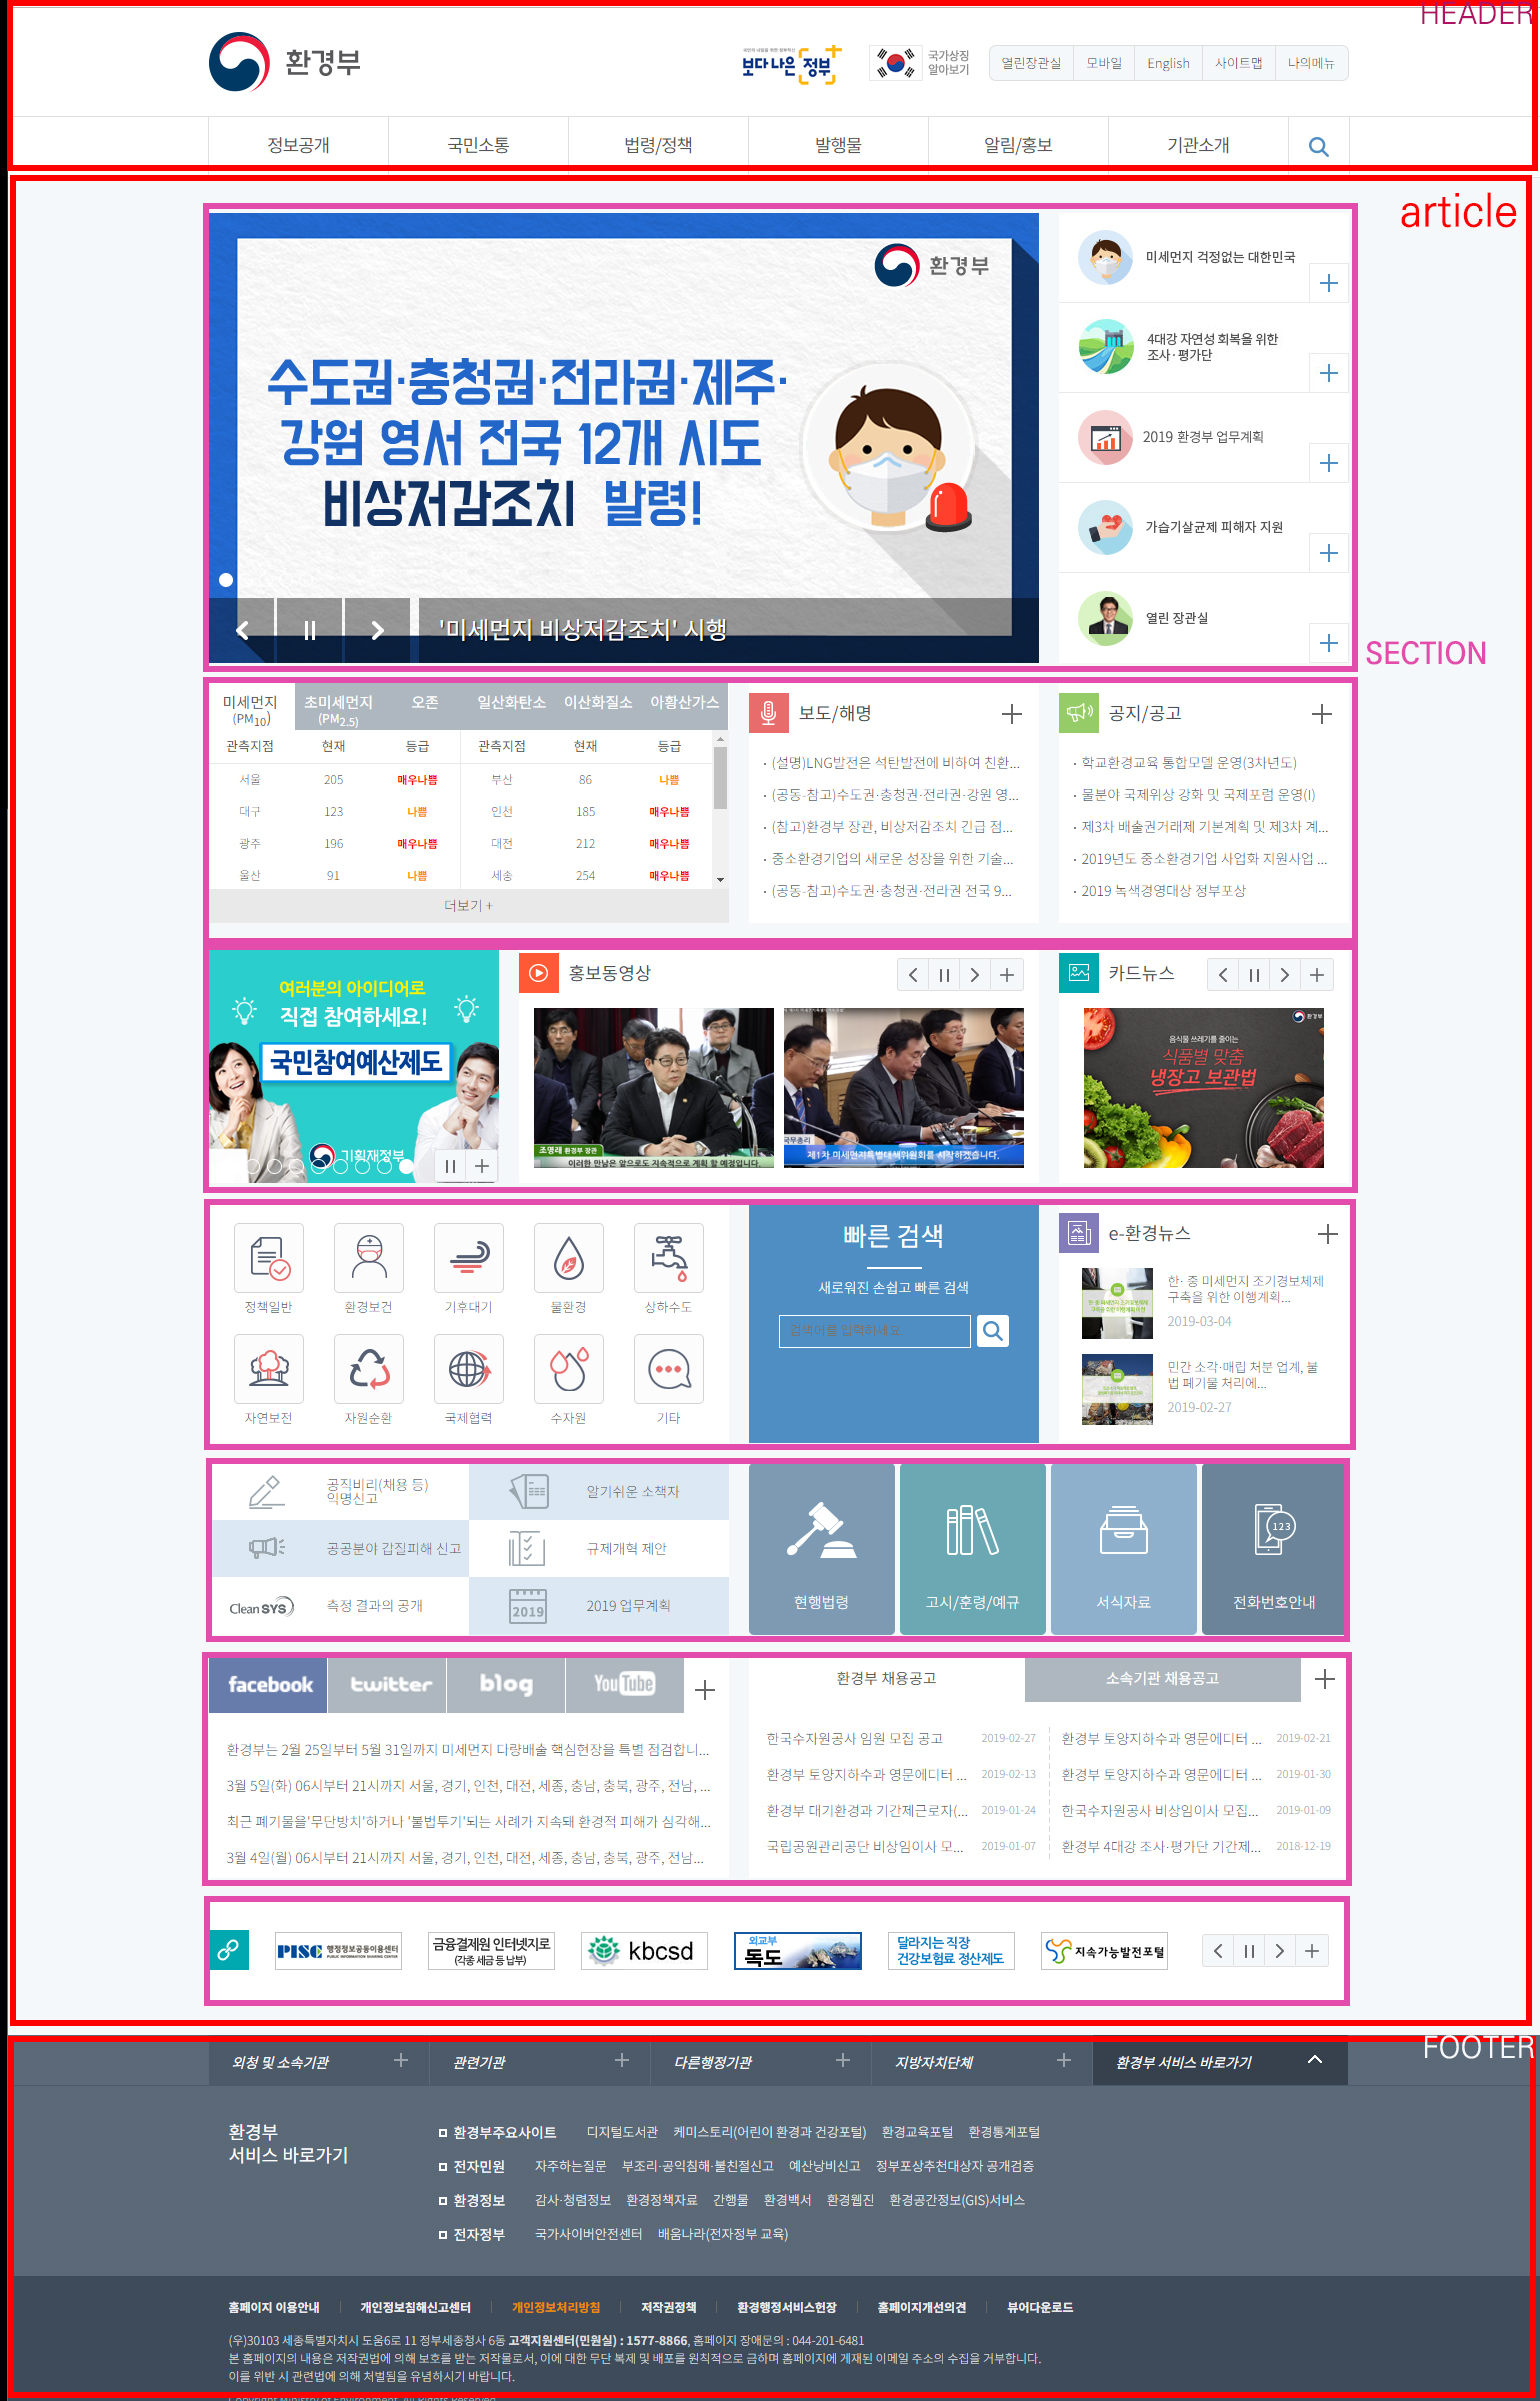 HEADER
환경부
국민의 내일을 위한 정부혁신
보다나은 정부
국가상징
알아보기
열린장관실
모바일
English
사이트맵
나의메뉴
정보공개
국민소통
법령/정책
발행물
알림/홍보
기관소개
article
환경부
수도권·충청권·전라권·제주·
강원 영서 전국 12개 시도
비상저감조치 발령!
'미세먼지 비상저감조치' 시행
미세먼지 걱정없는 대한민국
4대강 자연성 회복을 위한
조사·평가단
2019 환경부 업무계획
가습기살균제 피해자 지원
열린 장관실
SECTION
미세먼지
(PM10)
초미세먼지
(PM2.5)
오존
일산화탄소
이산화질소
아황산가스
관측지점 현재 등급 관측지점 현재 등급
서울 205 매우나쁨 부산 86 나쁨
대구 123 나쁨 인천 185 매우나쁨
광주 196 매우나쁨 대전 212 매우나쁨
울산 91 나쁨 세종 254 매우나쁨
더보기 +
보도/해명
· (설명)LNG발전은 석탄발전에 비하여 친환...
· (공동-참고)수도권·충청권·전라권·강원 영...
· (참고)환경부 장관, 비상저감조치 긴급 점...
· 중소환경기업의 새로운 성장을 위한 기술...
· (공동-참고)수도권·충청권·전라권 전국 9...
공지/공고
· 학교환경교육 통합모델 운영(3차년도)
· 물분야 국제위상 강화 및 국제포럼 운영(I)
· 제3차 배출권거래제 기본계획 및 제3차 계...
· 2019년도 중소환경기업 사업화 지원사업 ...
· 2019 녹색경영대상 정부포상
여러분의 아이디어로
직접 참여하세요!
국민참여예산제도
기획재정부
홍보동영상
조명래 환경부 장관
이러한 만남은 앞으로도 지속적으로 계획 할 예정입니다.
국무총리
제1차 미세먼지특별대책위원회를 시작하겠습니다.
카드뉴스
환경부
음식물 쓰레기를 줄이는
식품별 맞춤
냉장고 보관법
정책일반
환경보건
기후대기
물환경
상하수도
자연보전
자원순환
국제협력
수자원
기타
빠른 검색
새로워진 손쉽고 빠른 검색
검색어를 입력하세요
e-환경뉴스
한· 중 미세먼지 조기경보체제
구축을 위한 이행계획...
2019-03-04
민간 소각·매립 처분 업계, 불
법 폐기물 처리에...
2019-02-27
공직비리(채용 등)
익명신고
알기쉬운 소책자
공공분야 갑질피해 신고
규제개혁 제안
Clean SYS
측정 결과의 공개
2019
2019 업무계획
현행법령
고시/훈령/예규
서식자료
123
전화번호안내
facebook
twitter
blog
YouTube
환경부는 2월 25일부터 5월 31일까지 미세먼지 다량배출 핵심현장을 특별 점검합니...
3월 5일(화) 06시부터 21시까지 서울, 경기, 인천, 대전, 세종, 충남, 충북, 광주, 전남, ...
최근 폐기물을'무단방치'하거나 '불법투기'되는 사례가 지속돼 환경적 피해가 심각해...
3월 4일(월) 06시부터 21시까지 서울, 경기, 인천, 대전, 세종, 충남, 충북, 광주, 전남...
환경부 채용공고
소속기관 채용공고
한국수자원공사 임원 모집 공고 2019-02-27
환경부 토양지하수과 영문에디터 ... 2019-02-13
환경부 대기환경과 기간제근로자(... 2019-01-24
국립공원관리공단 비상임이사 모... 2019-01-07
환경부 토양지하수과 영문에디터 ... 2019-02-21
환경부 토양지하수과 영문에디터 ... 2019-01-30
한국수자원공사 비상임이사 모집... 2019-01-09
환경부 4대강 조사·평가단 기간제... 2018-12-19
PISC 행정정보공동이용센터
PUBLIC INFORMATION SHARING CENTER
금융결제원 인터넷지로
(각종 세금 등 납부)
kbcsd
외교부
독도
달라지는 직장
건강보험료 정산제도
지속가능발전포털
FOOTER
외청 및 소속기관
관련기관
다른행정기관
지방자치단체
환경부 서비스 바로가기
환경부
서비스 바로가기
환경부주요사이트 디지털도서관 케미스토리(어린이 환경과 건강포털) 환경교육포털 환경통계포털
전자민원 자주하는질문 부조리·공익침해·불친절신고 예산낭비신고 정부포상추천대상자 공개검증
환경정보 감사·청렴정보 환경정책자료 간행물 환경백서 환경웹진 환경공간정보(GIS)서비스
전자정부 국가사이버안전센터 배움나라(전자정부 교육)
홈페이지 이용안내
개인정보침해신고센터
개인정보처리방침
저작권정책
환경행정서비스헌장
홈페이지개선의견
뷰어다운로드
(우)30103 세종특별자치시 도움6로 11 정부세종청사 6동 고객지원센터(민원실) : 1577-8866, 홈페이지 장애문의 : 044-201-6481
본 홈페이지의 내용은 저작권법에 의해 보호를 받는 저작물로서, 이에 대한 무단 복제 및 배포를 원칙적으로 금하며 홈페이지에 게재된 이메일 주소의 수집을 거부합니다.
이를 위반 시 관련법에 의해 처벌됨을 유념하시기 바랍니다.
Copyright Ministry of Environment. All Rights Reserved.